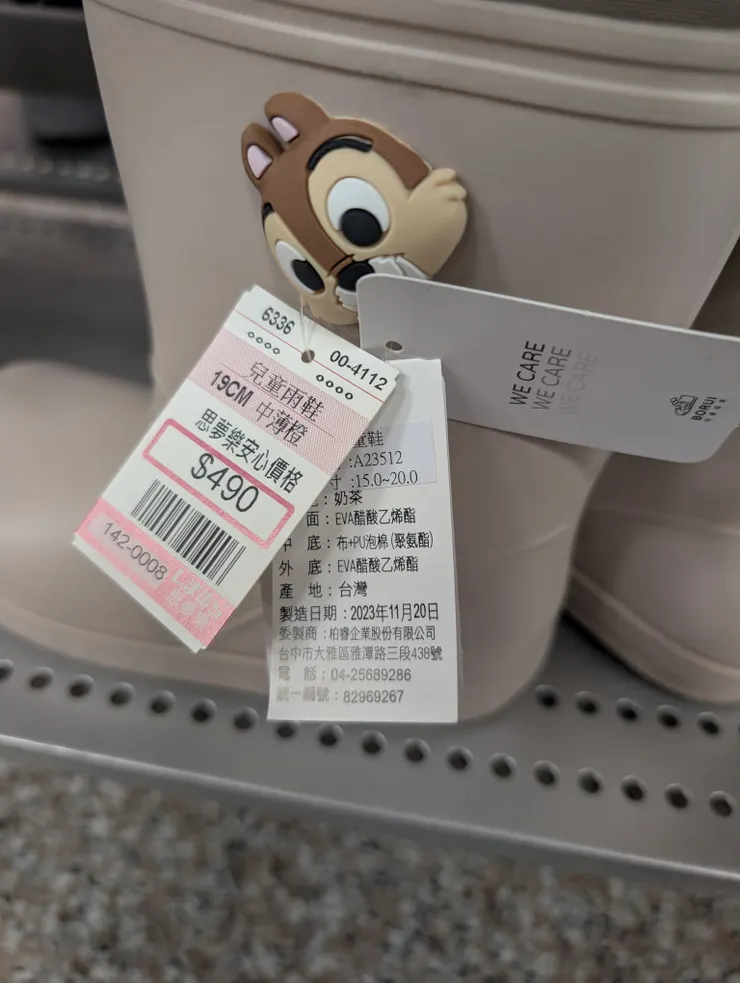 6336
00-4112
兒童雨鞋
19CM 中薄橙
思夢樂安心價格
$490
142-0008
童鞋
:A23512
寸 :15.0~20.0
:奶茶
面:EVA醋酸乙烯酯
中 底:布+PU泡棉(聚氨酯)
外 底:EVA醋酸乙烯酯
產 地:台灣
製造日期:2023年11月20日
委製商:柏睿企業股份有限公司
台中市大雅區雅潭路三段438號
電 話:04-25689286
統一編號:82969267
WE CARE
WE CARE
WE CARE
BORUI